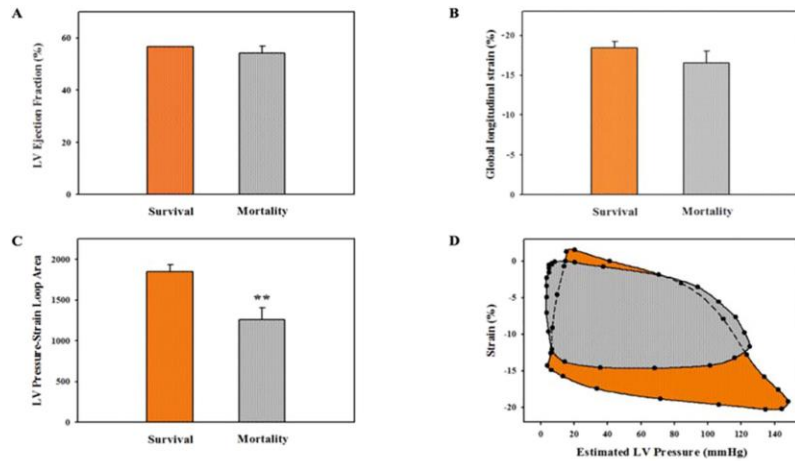 A
LV Ejection Fraction (%)
60
40
20
0
Survival Mortality
B
Global longitudinal strain (%)
-20
-15
-10
-5
0
Survival Mortality
C
LV Pressure-Strain Loop Area
2000
1500
1000
500
0
**
Survival Mortality
D
Strain (%)
0
-5
-10
-15
-20
0 20 40 60 80 100 120 140
Estimated LV Pressure (mmHg)